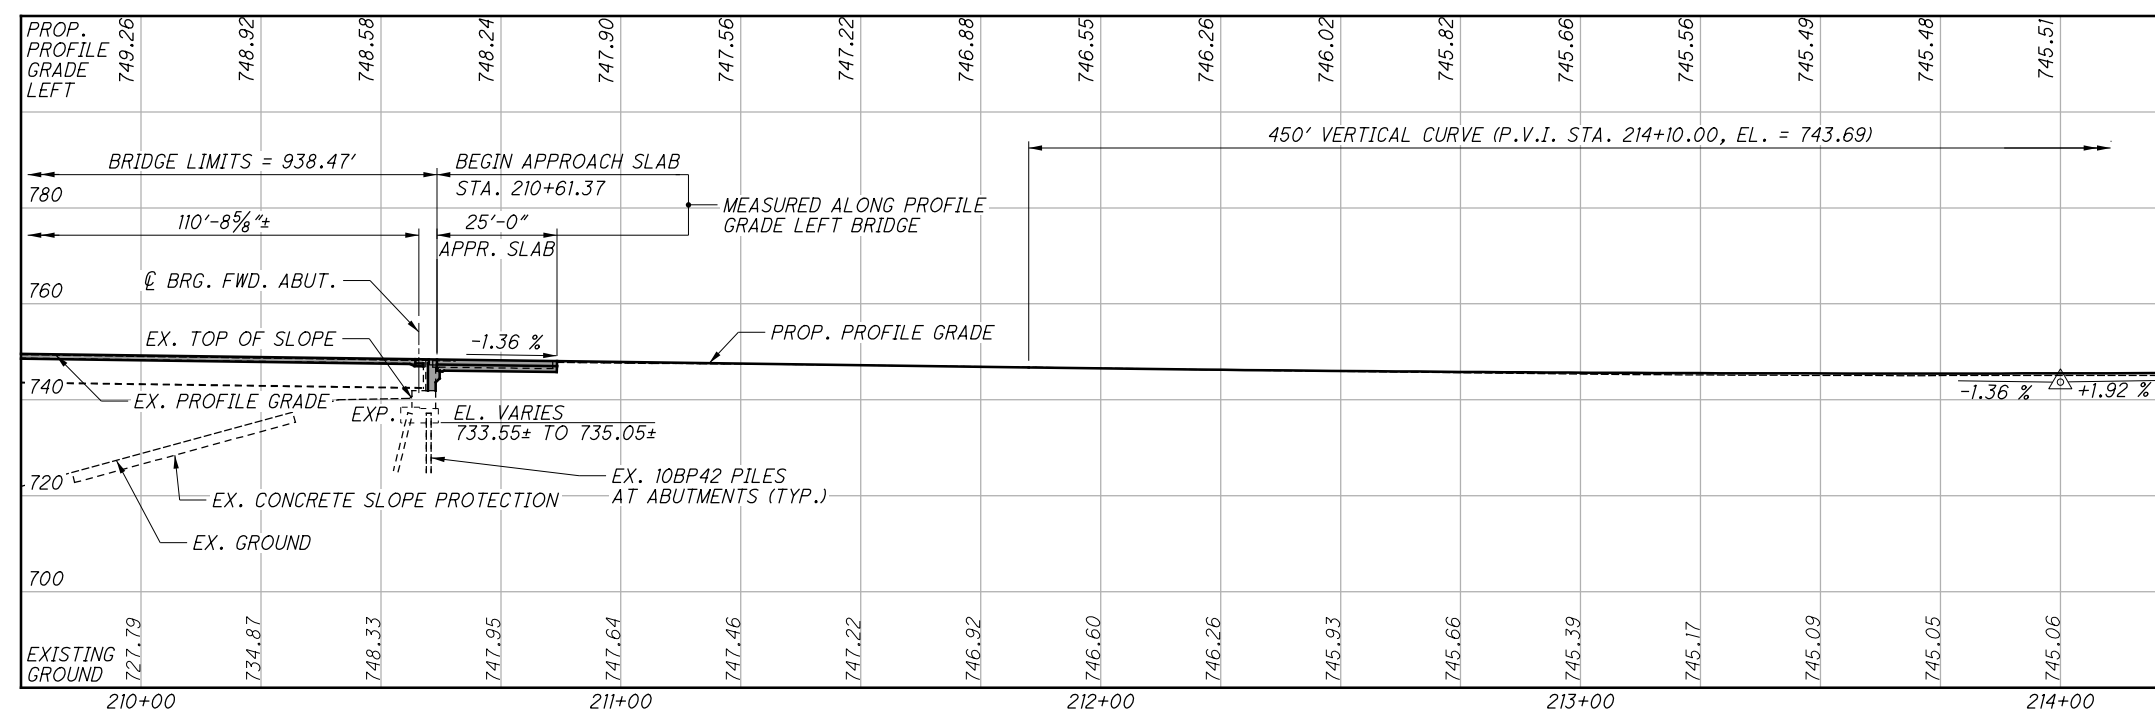 PROP.
PROFILE
GRADE
LEFT
749.26 748.92 748.58 748.24 747.90 747.56 747.22 746.88 746.55 746.26 746.02 745.82 745.66 745.56 745.49 745.48 745.51
450' VERTICAL CURVE (P.V.I. STA. 214+10.00, EL. = 743.69)
BRIDGE LIMITS = 938.47'
BEGIN APPROACH SLAB
STA. 210+61.37
780
MEASURED ALONG PROFILE
GRADE LEFT BRIDGE
110'-8⅝"±
25'-0"
APPR. SLAB
℄ BRG. FWD. ABUT.
760
EX. TOP OF SLOPE
-1.36 %
PROP. PROFILE GRADE
740
EX. PROFILE GRADE
EXP.
EL. VARIES
733.55± TO 735.05±
-1.36 %
+1.92 %
720
EX. 10BP42 PILES
AT ABUTMENTS (TYP.)
EX. CONCRETE SLOPE PROTECTION
EX. GROUND
700
EXISTING
GROUND
727.79 734.87 748.33 747.95 747.64 747.46 747.22 746.92 746.60 746.26 745.93 745.66 745.39 745.17 745.09 745.05 745.06
210+00 211+00 212+00 213+00 214+00